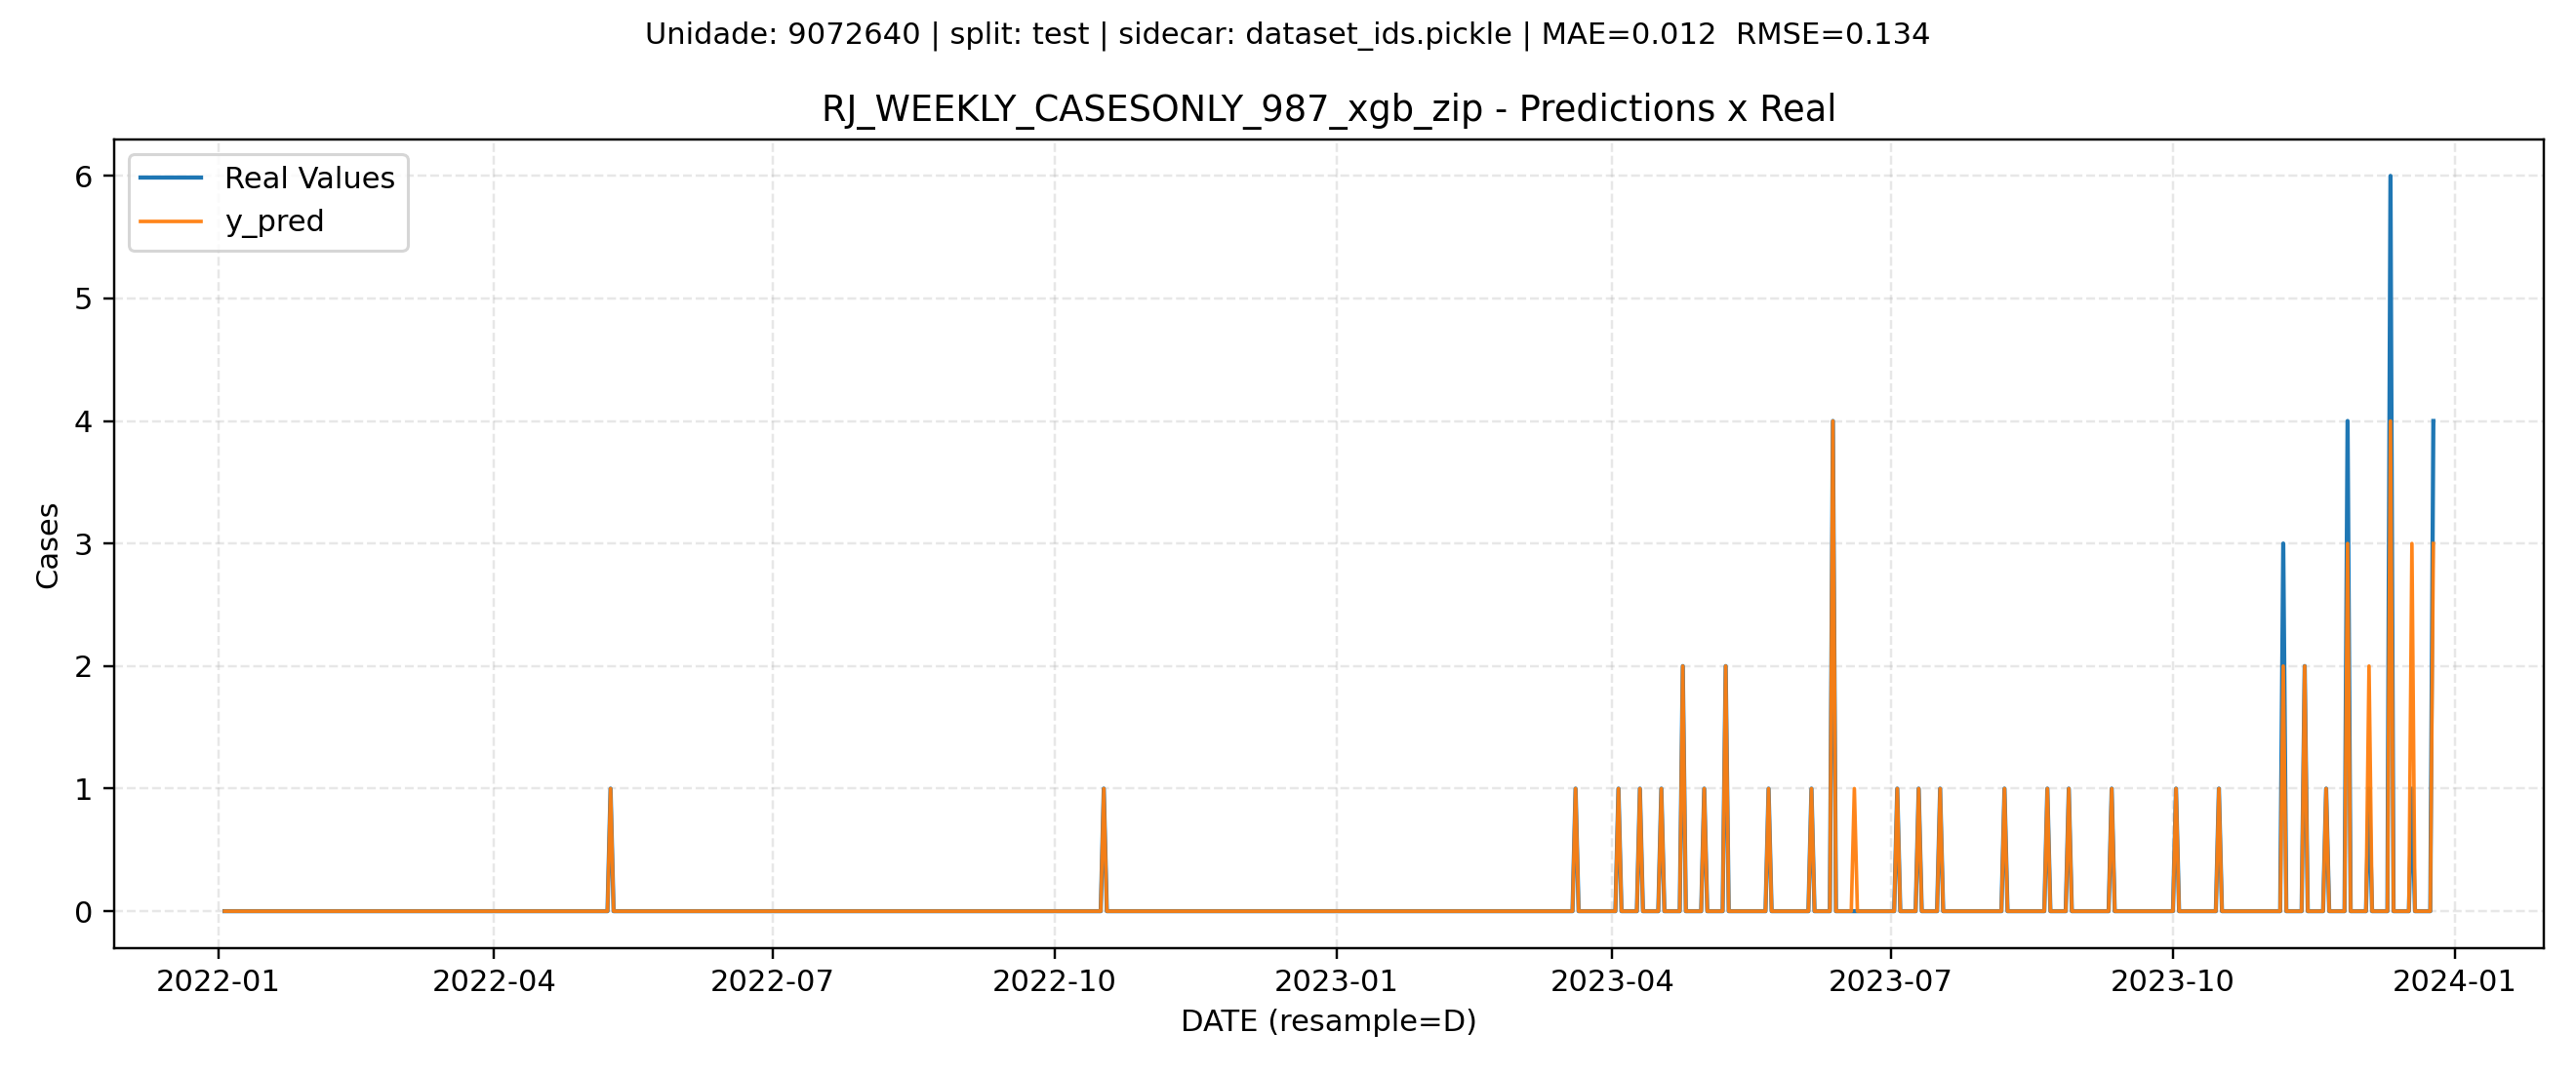 Unidade: 9072640 | split: test | sidecar: dataset_ids.pickle | MAE=0.012  RMSE=0.134
RJ_WEEKLY_CASESONLY_987_xgb_zip - Predictions x Real
Real Values
y_pred
6
5
4
3
2
1
0
Cases
2022-01
2022-04
2022-07
2022-10
2023-01
2023-04
2023-07
2023-10
2024-01
DATE (resample=D)